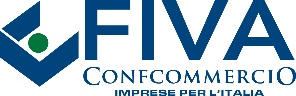 FIVA
CONFCOMMERCIO
IMPRESE PER L'ITALIA